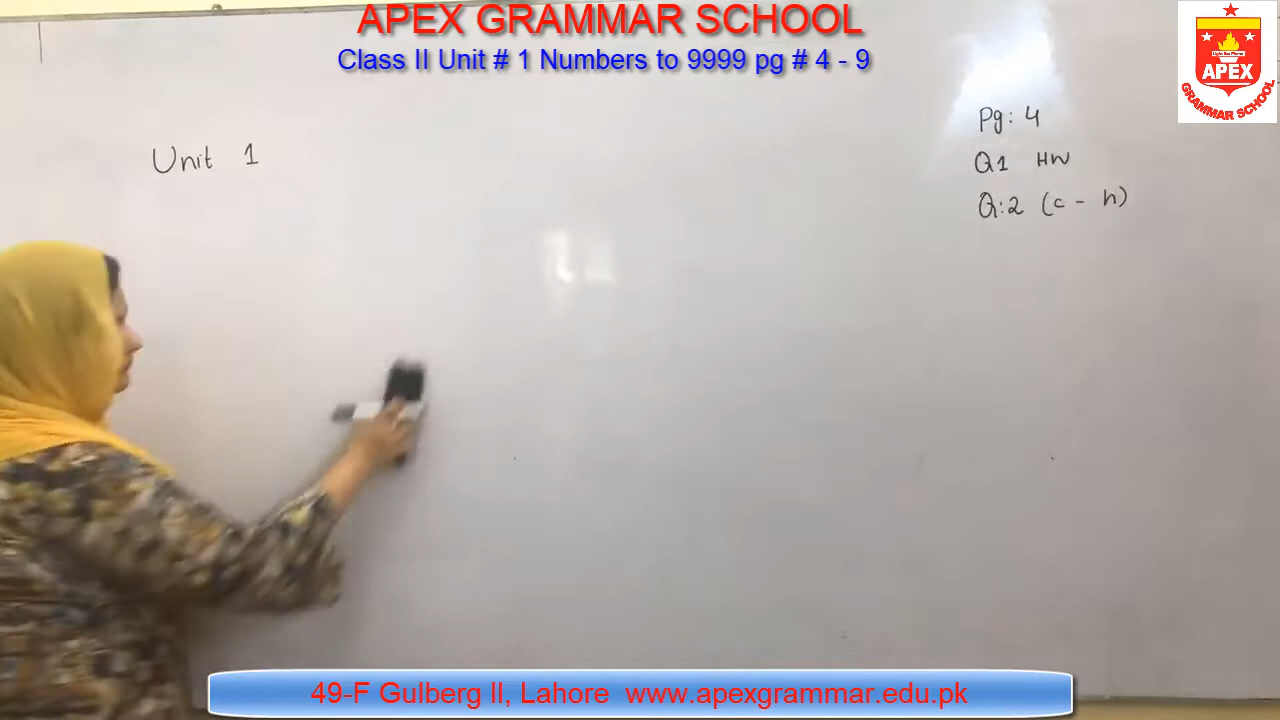 APEX GRAMMAR SCHOOL
Class II Unit # 1 Numbers to 9999 pg # 4 - 9
APEX
GRAMMAR SCHOOL
Pg: 4
Unit 1
Q1 HW
Q:2 (c - h)
49-F Gulberg II, Lahore www.apexgrammar.edu.pk